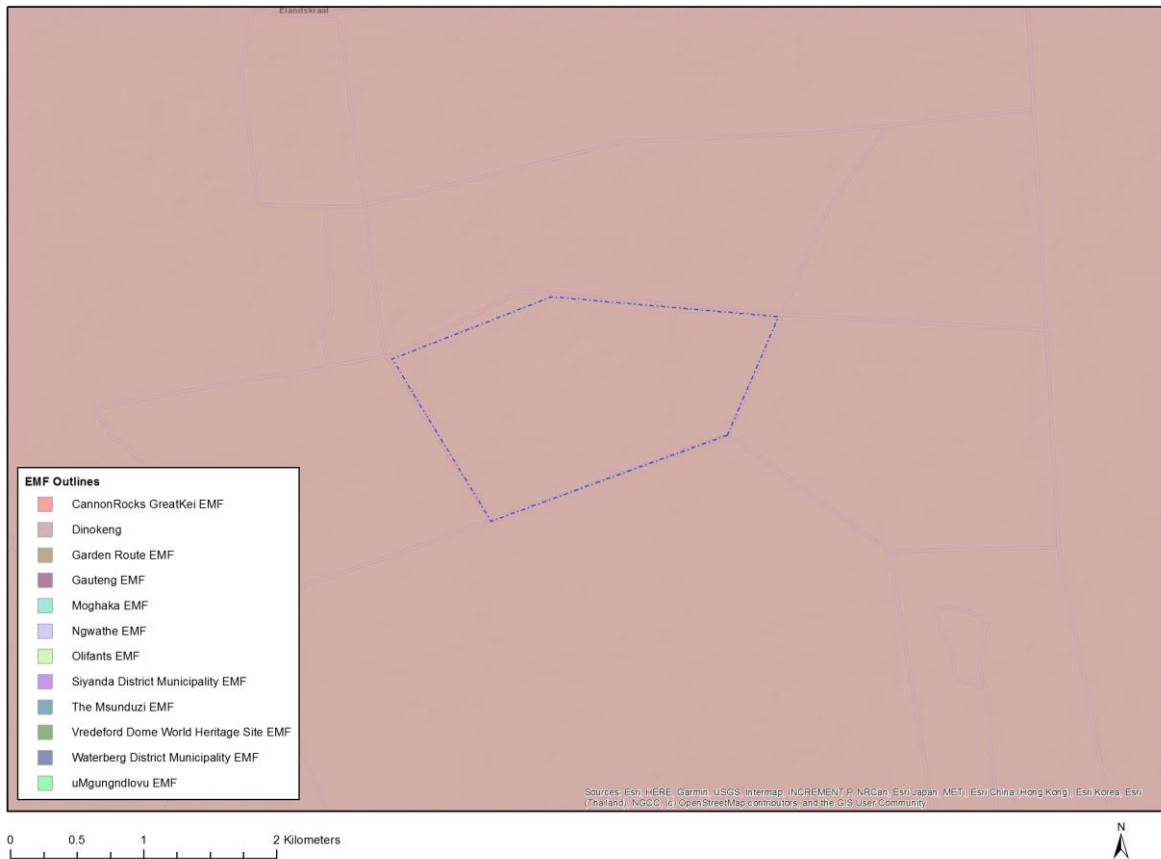 Elandskraal
EMF Outlines
CannonRocks GreatKei EMF
Dinokeng
Garden Route EMF
Gauteng EMF
Moghaka EMF
Ngwathe EMF
Olifants EMF
Siyanda District Municipality EMF
The Msunduzi EMF
Vredeford Dome World Heritage Site EMF
Waterberg District Municipality EMF
uMgungndlovu EMF
Sources: Esri, HERE, Garmin, USGS, Intermap, INCREMENT P, NRCan, Esri Japan, METI, Esri China (Hong Kong), Esri Korea, Esri
(Thailand), NGCC, (c) OpenStreetMap contributors, and the GIS User Community
0 0.5 1 2 Kilometers
N